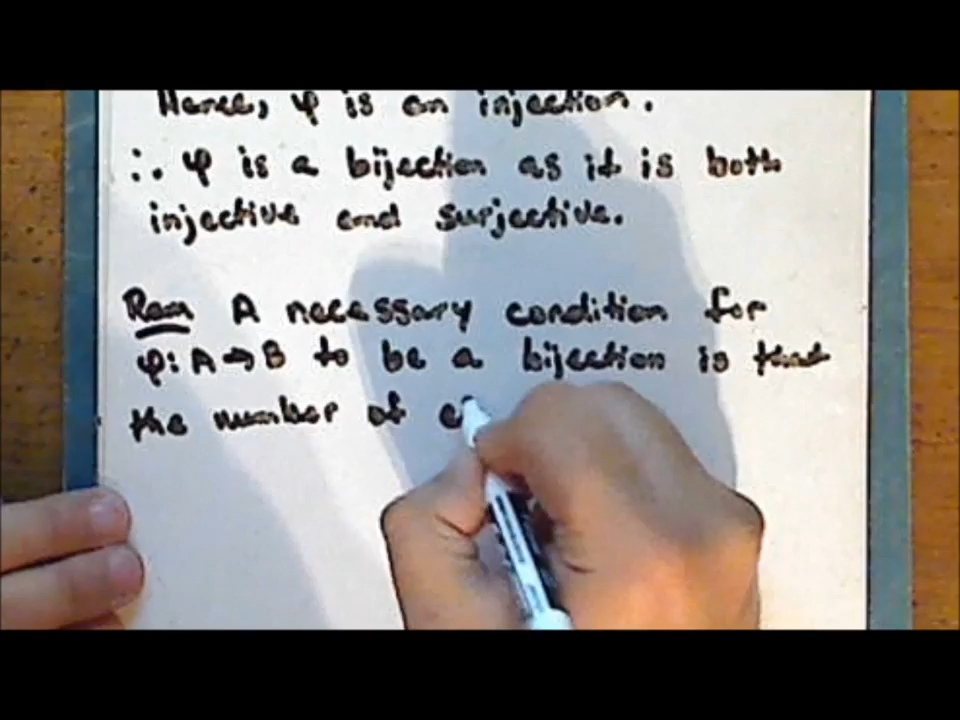 Hence, φ is an injection.
∴ φ is a bijection as it is both
injective and surjective.
Rem A necessary condition for
φ: A → B to be a bijection is that
the number of e